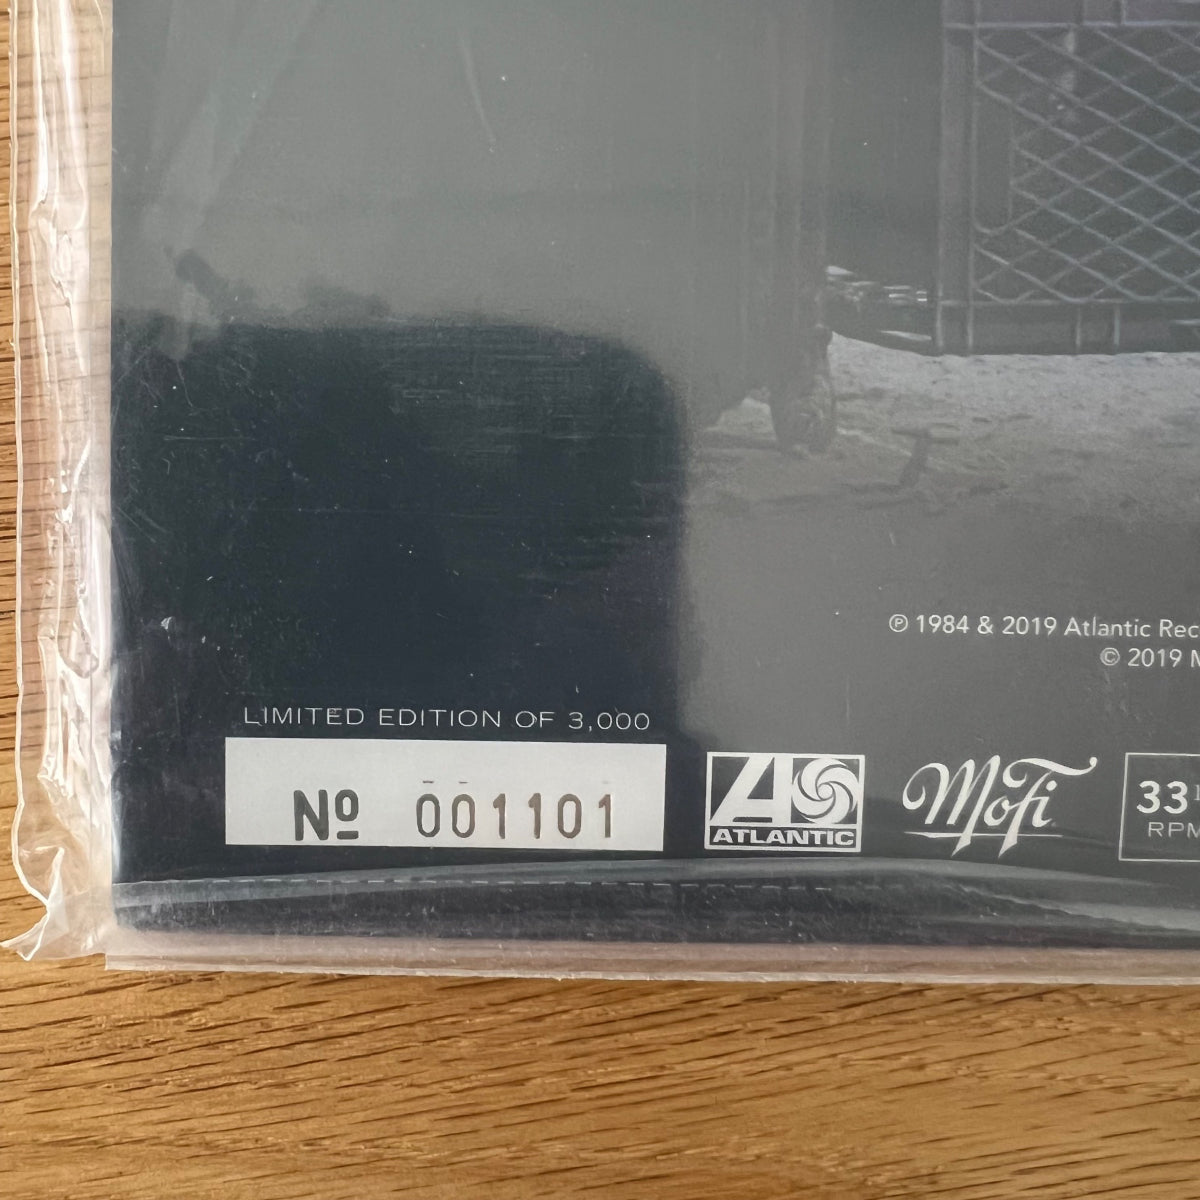 ℗ 1984 & 2019 Atlantic Rec
© 2019 M
LIMITED EDITION OF 3,000
Nº 001101
ATLANTIC
MoFi
33
RPM